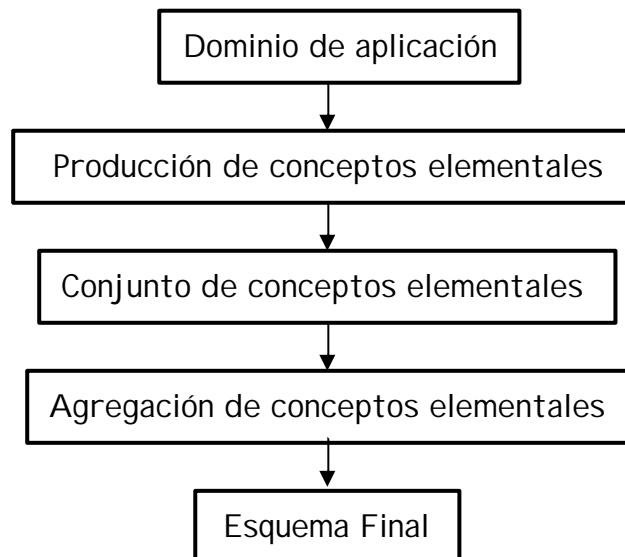 Dominio de aplicación
Producción de conceptos elementales
Conjunto de conceptos elementales
Agregación de conceptos elementales
Esquema Final